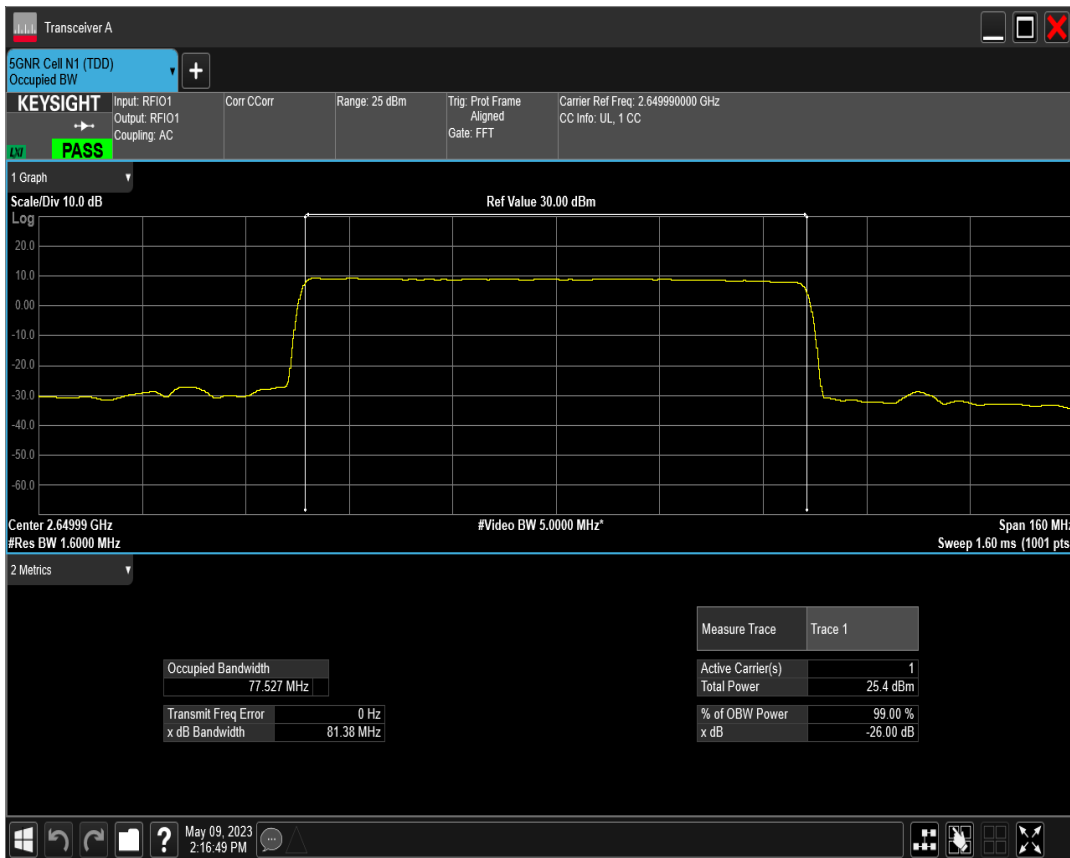 Transceiver A
5GNR Cell N1 (TDD)
Occupied BW
+
KEYSIGHT
LXI
PASS
Input: RFIO1
Output: RFIO1
Coupling: AC
Corr CCorr
Range: 25 dBm
Trig: Prot Frame
Aligned
Gate: FFT
Carrier Ref Freq: 2.649990000 GHz
CC Info: UL, 1 CC
1 Graph
Scale/Div 10.0 dB
Ref Value 30.00 dBm
Log
20.0
10.0
0.00
-10.0
-20.0
-30.0
-40.0
-50.0
-60.0
Center 2.64999 GHz
#Video BW 5.0000 MHz*
Span 160 MHz
#Res BW 1.6000 MHz
Sweep 1.60 ms (1001 pts
2 Metrics
Measure Trace Trace 1
Occupied Bandwidth
77.527 MHz
Active Carrier(s) 1
Total Power 25.4 dBm
Transmit Freq Error 0 Hz
x dB Bandwidth 81.38 MHz
% of OBW Power 99.00 %
x dB -26.00 dB
?
May 09, 2023
2:16:49 PM